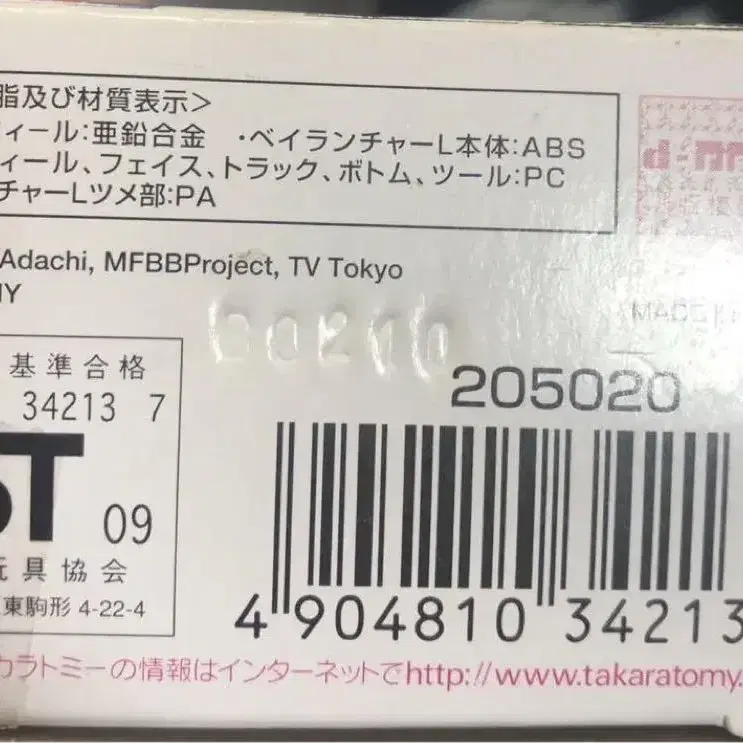 脂及び材質表示＞
ィール：亜鉛合金　・ベイランチャーL本体：ABS
ィール、フェイス、トラック、ボトム、ツール：PC
チャーLツメ部：PA
Adachi, MFBBProject, TV Tokyo
MY
基準合格
34213 7
ST 09
玩具協会
東駒形 4-22-4
205020
4 904810 34213
カラトミーの情報はインターネットでhttp://www.takaratomy.